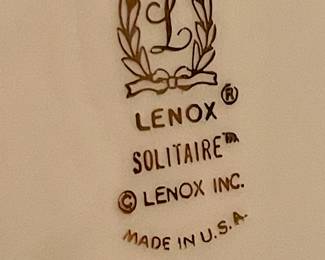 L
LENOX®
SOLITAIRE™
© LENOX INC.
MADE IN U.S.A.